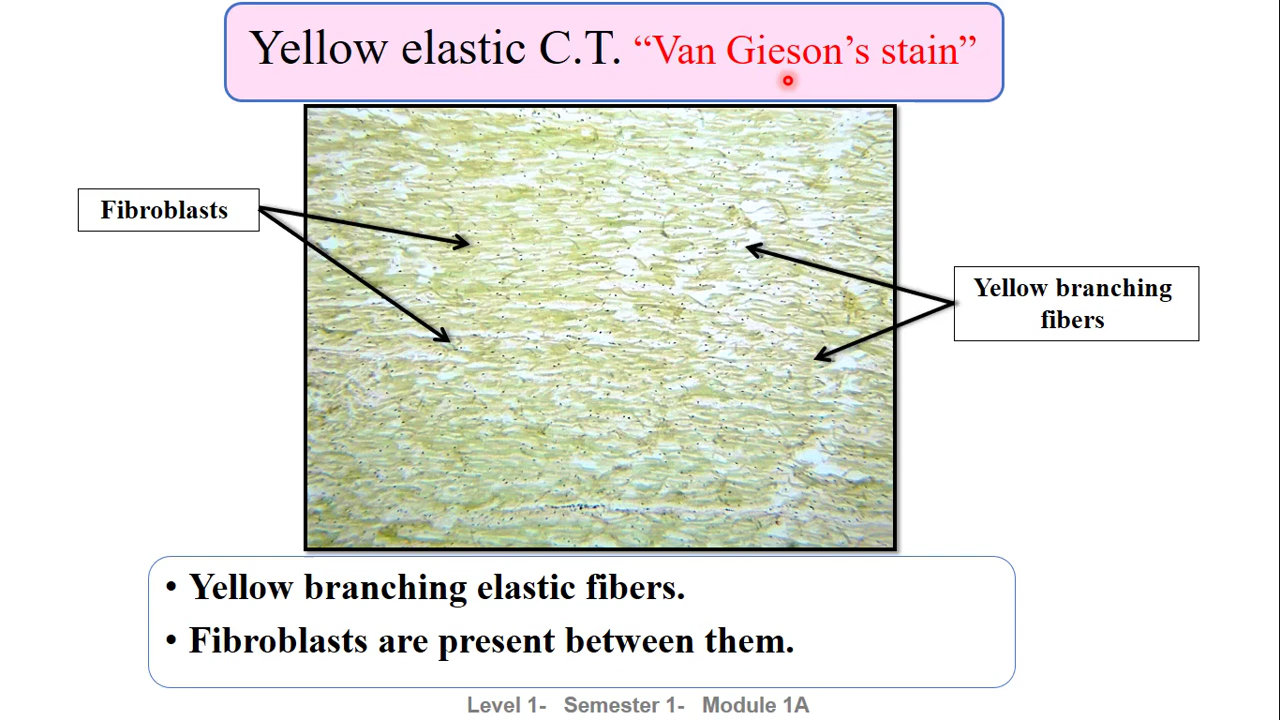 Yellow elastic C.T. “Van Gieson’s stain”
Fibroblasts
Yellow branching
fibers
• Yellow branching elastic fibers.
• Fibroblasts are present between them.
Level 1- Semester 1- Module 1A